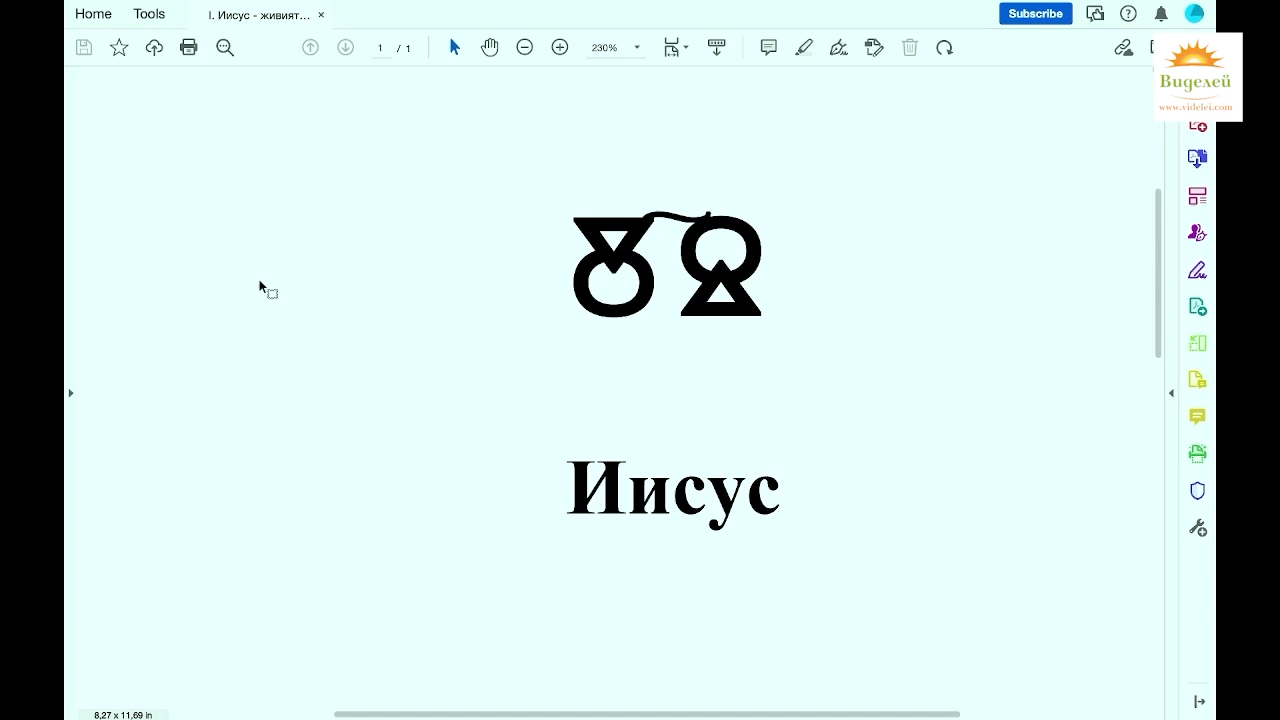 Home Tools I. Иисус - живият... × Subscribe
1 / 1 230%
Виделей
www.videlei.com
Ⰻ҃Ⱄ
Иисус
8,27 x 11,69 in